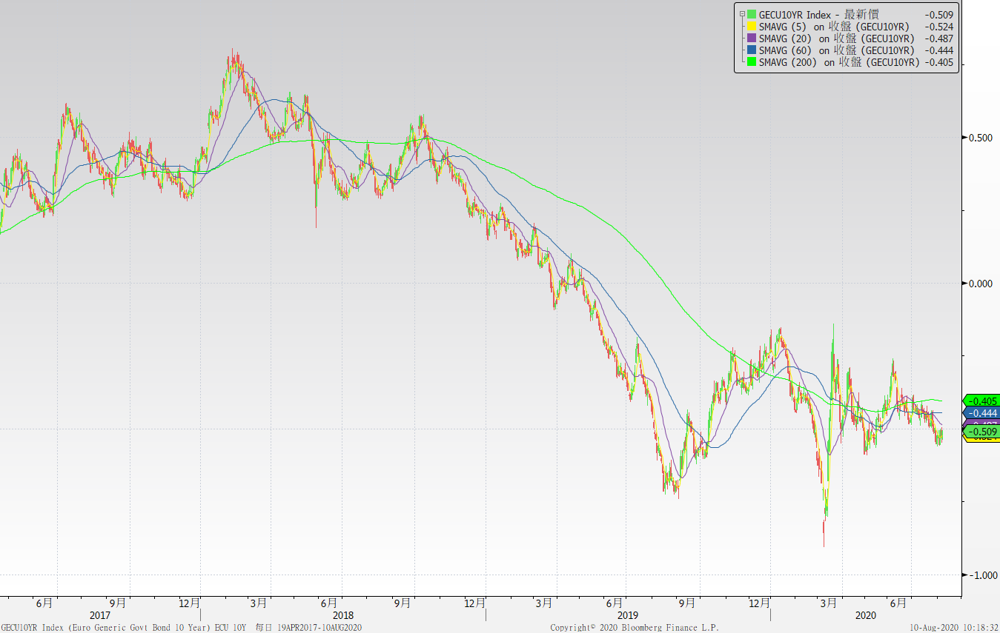 GECU10YR Index - 最新價 -0.509
SMAVG (5) on 收盤 (GECU10YR) -0.524
SMAVG (20) on 收盤 (GECU10YR) -0.487
SMAVG (60) on 收盤 (GECU10YR) -0.444
SMAVG (200) on 收盤 (GECU10YR) -0.405
0.500
0.000
-0.405
-0.444
-0.509
-1.000
6月 9月 12月 3月 6月 9月 12月 3月 6月 9月 12月 3月 6月
2017 2018 2019 2020
GECU10YR Index (Euro Generic Govt Bond 10 Year) ECU 10Y 每日 19APR2017-10AUG2020 Copyright© 2020 Bloomberg Finance L.P. 10-Aug-2020 10:18:32